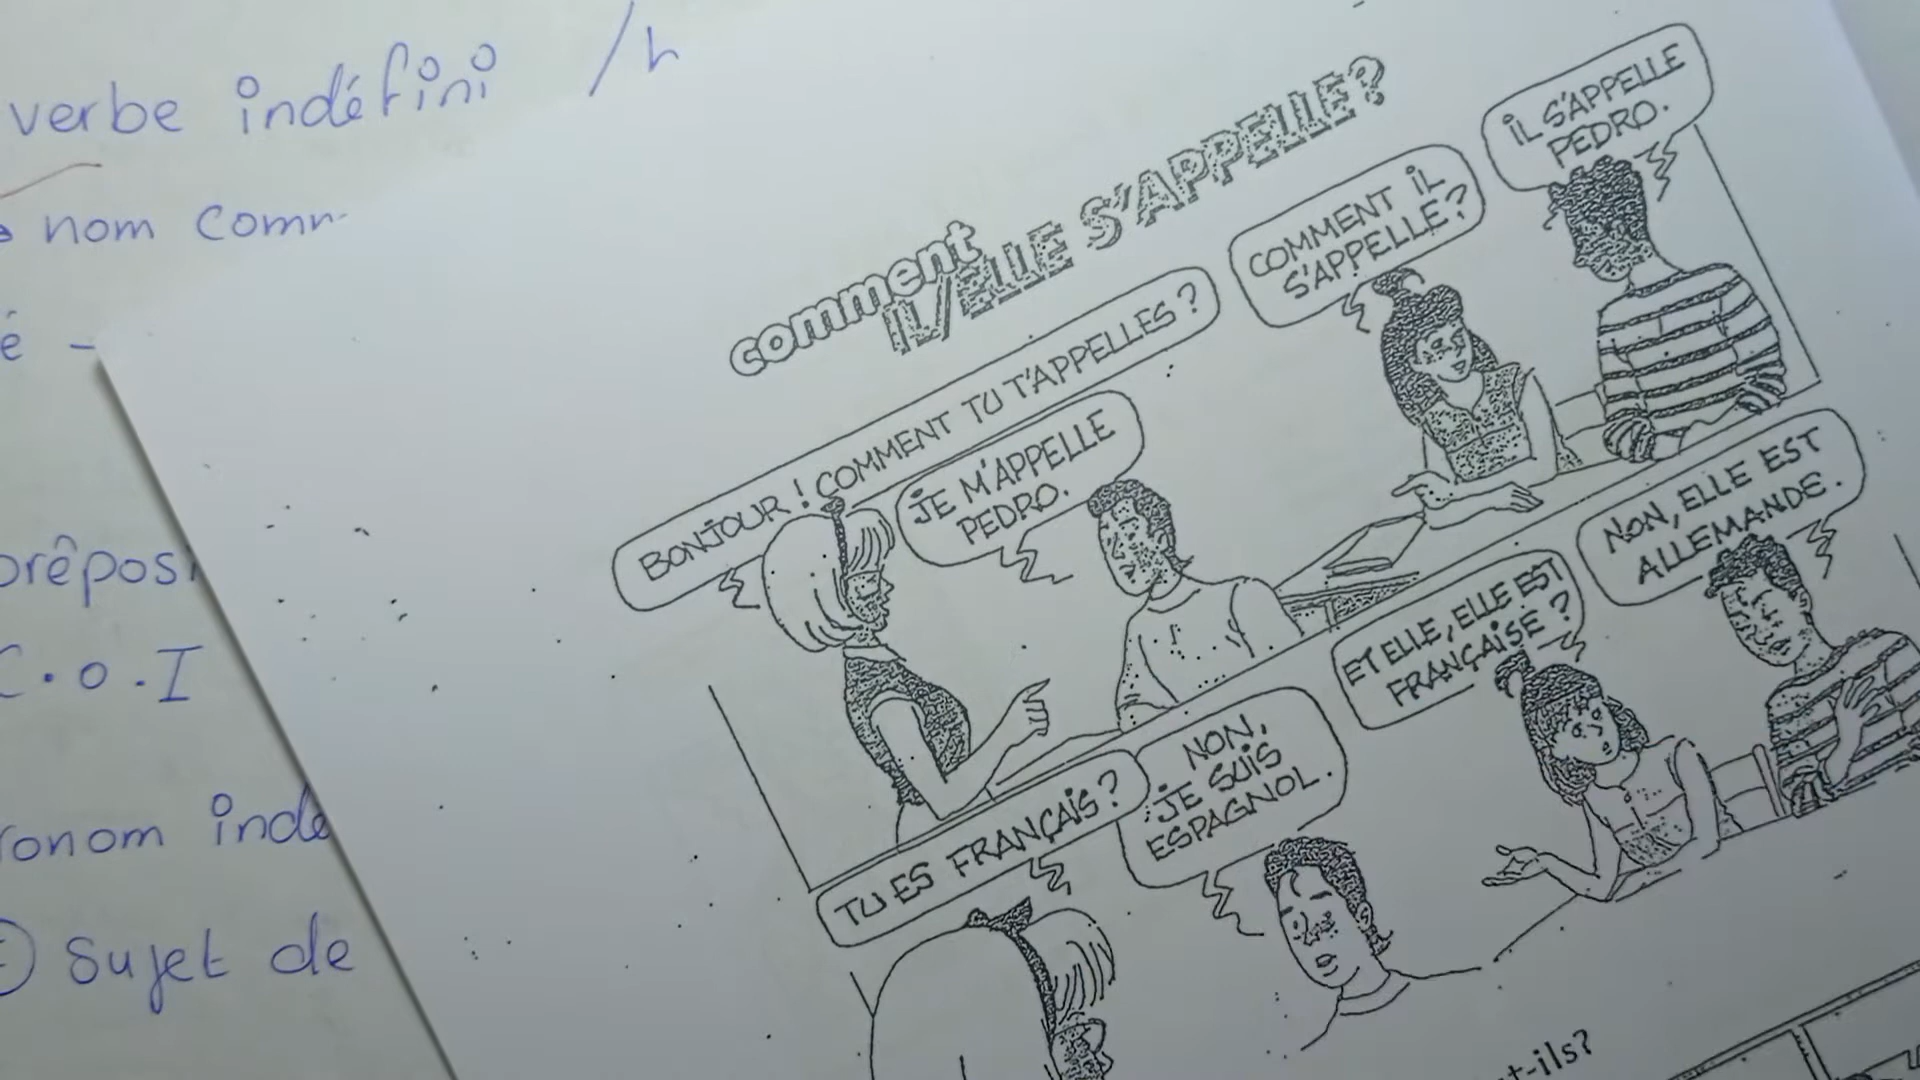 verbe indéfini /h
nom comm
é -
préposi
C.O.I
ronom indé
Sujet de
comment
IL/ELLE S'APPELLE?
BONJOUR ! COMMENT TU T'APPELLES ?
JE M'APPELLE
PEDRO.
COMMENT IL
S'APPELLE ?
IL S'APPELLE
PEDRO.
TU ES FRANÇAIS ?
NON,
JE SUIS
ESPAGNOL.
ET ELLE, ELLE EST
FRANÇAISE ?
NON, ELLE EST
ALLEMANDE.
t-ils?